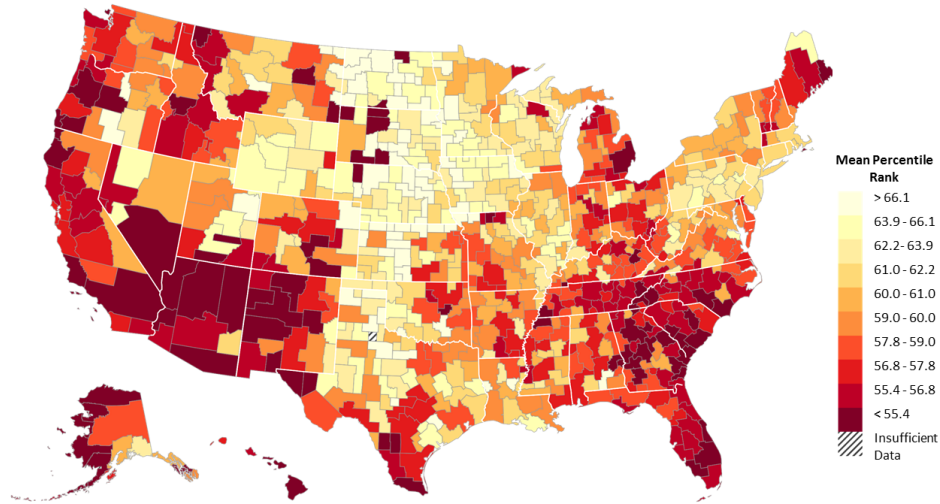 Mean Percentile
Rank
> 66.1
63.9 - 66.1
62.2- 63.9
61.0 - 62.2
60.0 - 61.0
59.0 - 60.0
57.8 - 59.0
56.8 - 57.8
55.4 - 56.8
< 55.4
Insufficient
Data